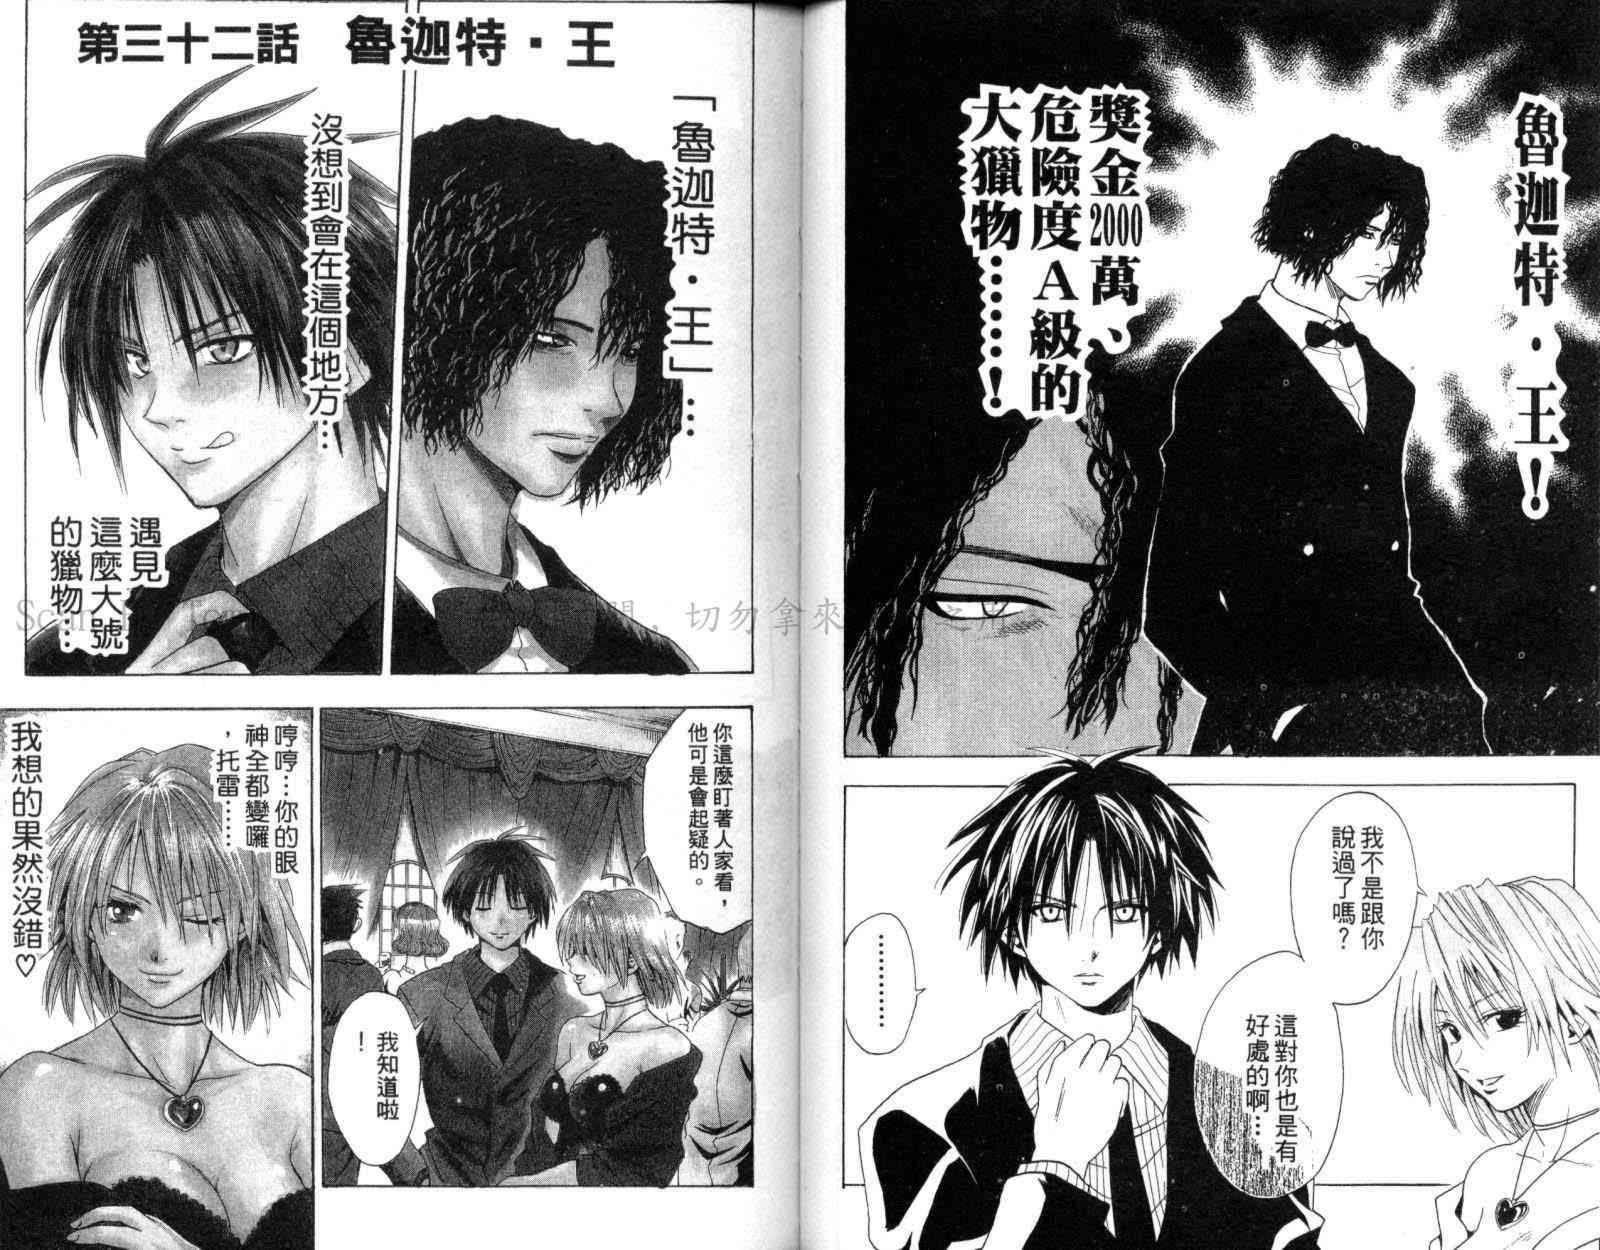 魯迦特・王！
獎金2000萬、
危險度A級的
大獵物……！
我不是跟你
說過了嗎？
這對你也是有
好處的啊…
………
第三十二話　魯迦特・王
「魯迦特・王」…
沒想到會在這個地方…
遇見
這麼大號
的獵物…
你這麼盯著人家看，
他可是會起疑的。
我知道啦
！
哼哼…你的眼
神全都變囉
，托雷……
我想的果然沒錯♡
切勿拿來